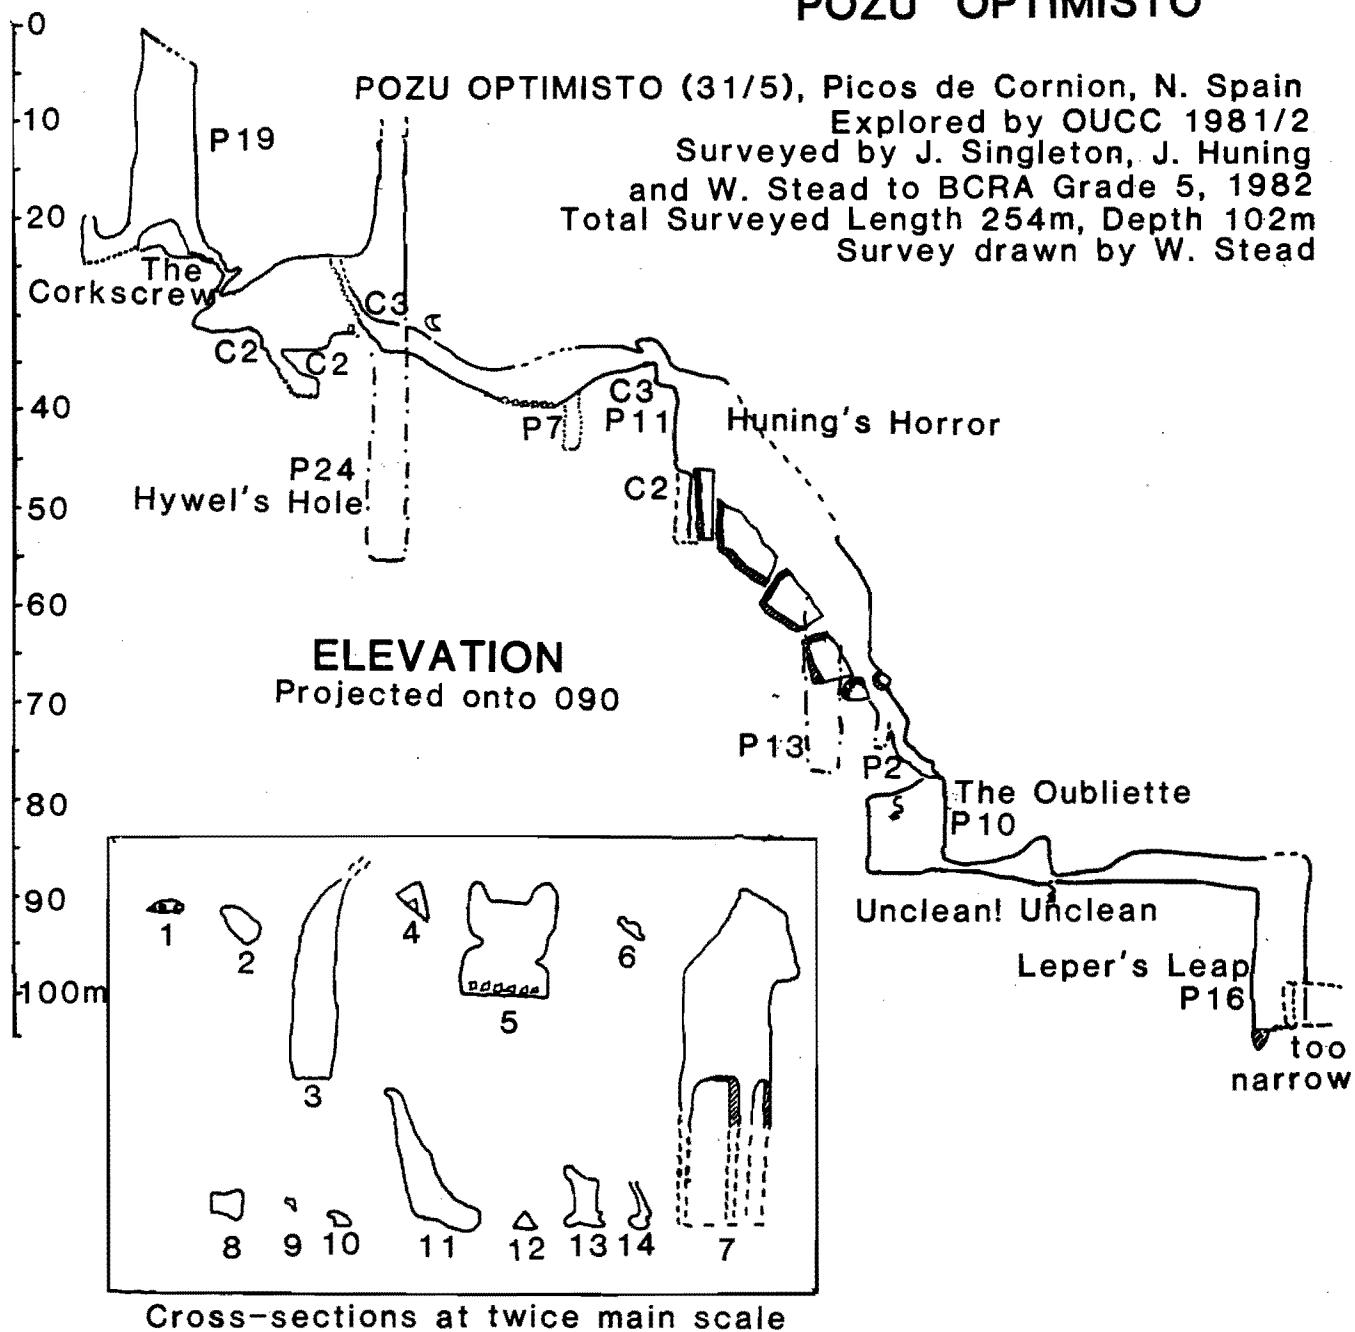 POZU OPTIMISTO
POZU OPTIMISTO (31/5), Picos de Cornion, N. Spain
Explored by OUCC 1981/2
Surveyed by J. Singleton, J. Huning
and W. Stead to BCRA Grade 5, 1982
Total Surveyed Length 254m, Depth 102m
Survey drawn by W. Stead
0
10
20
40
50
60
70
80
90
100m
P19
The
Corkscrew
C2
C2
C3
P24
Hywel's Hole
P7
C3
P11
C2
Huning's Horror
ELEVATION
Projected onto 090
P13
P2
The Oubliette
P10
Unclean! Unclean
Leper's Leap
P16
too
narrow
1
2
3
4
5
6
8
9
10
11
12
13
14
7
Cross-sections at twice main scale